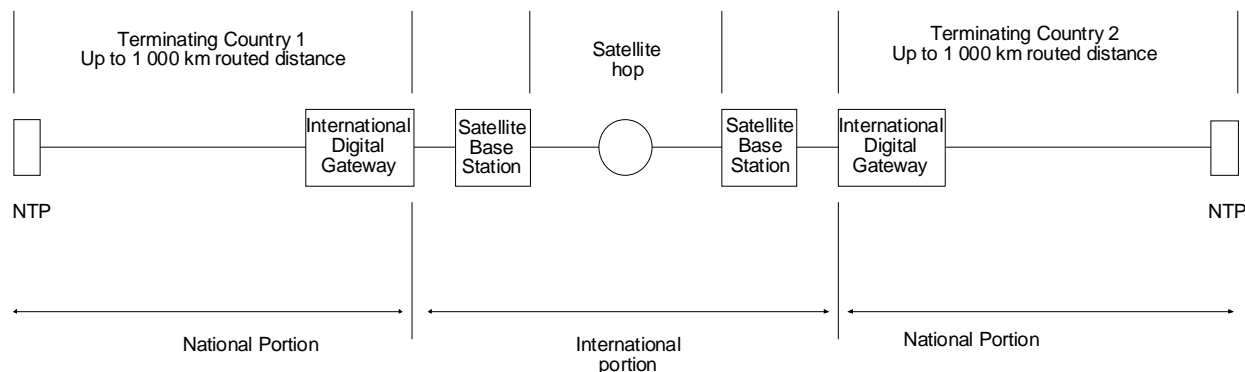 Terminating Country 1
Up to 1 000 km routed distance
Satellite
hop
Terminating Country 2
Up to 1 000 km routed distance
International
Digital
Gateway
Satellite
Base
Station
Satellite
Base
Station
International
Digital
Gateway
NTP
NTP
National Portion
International
portion
National Portion